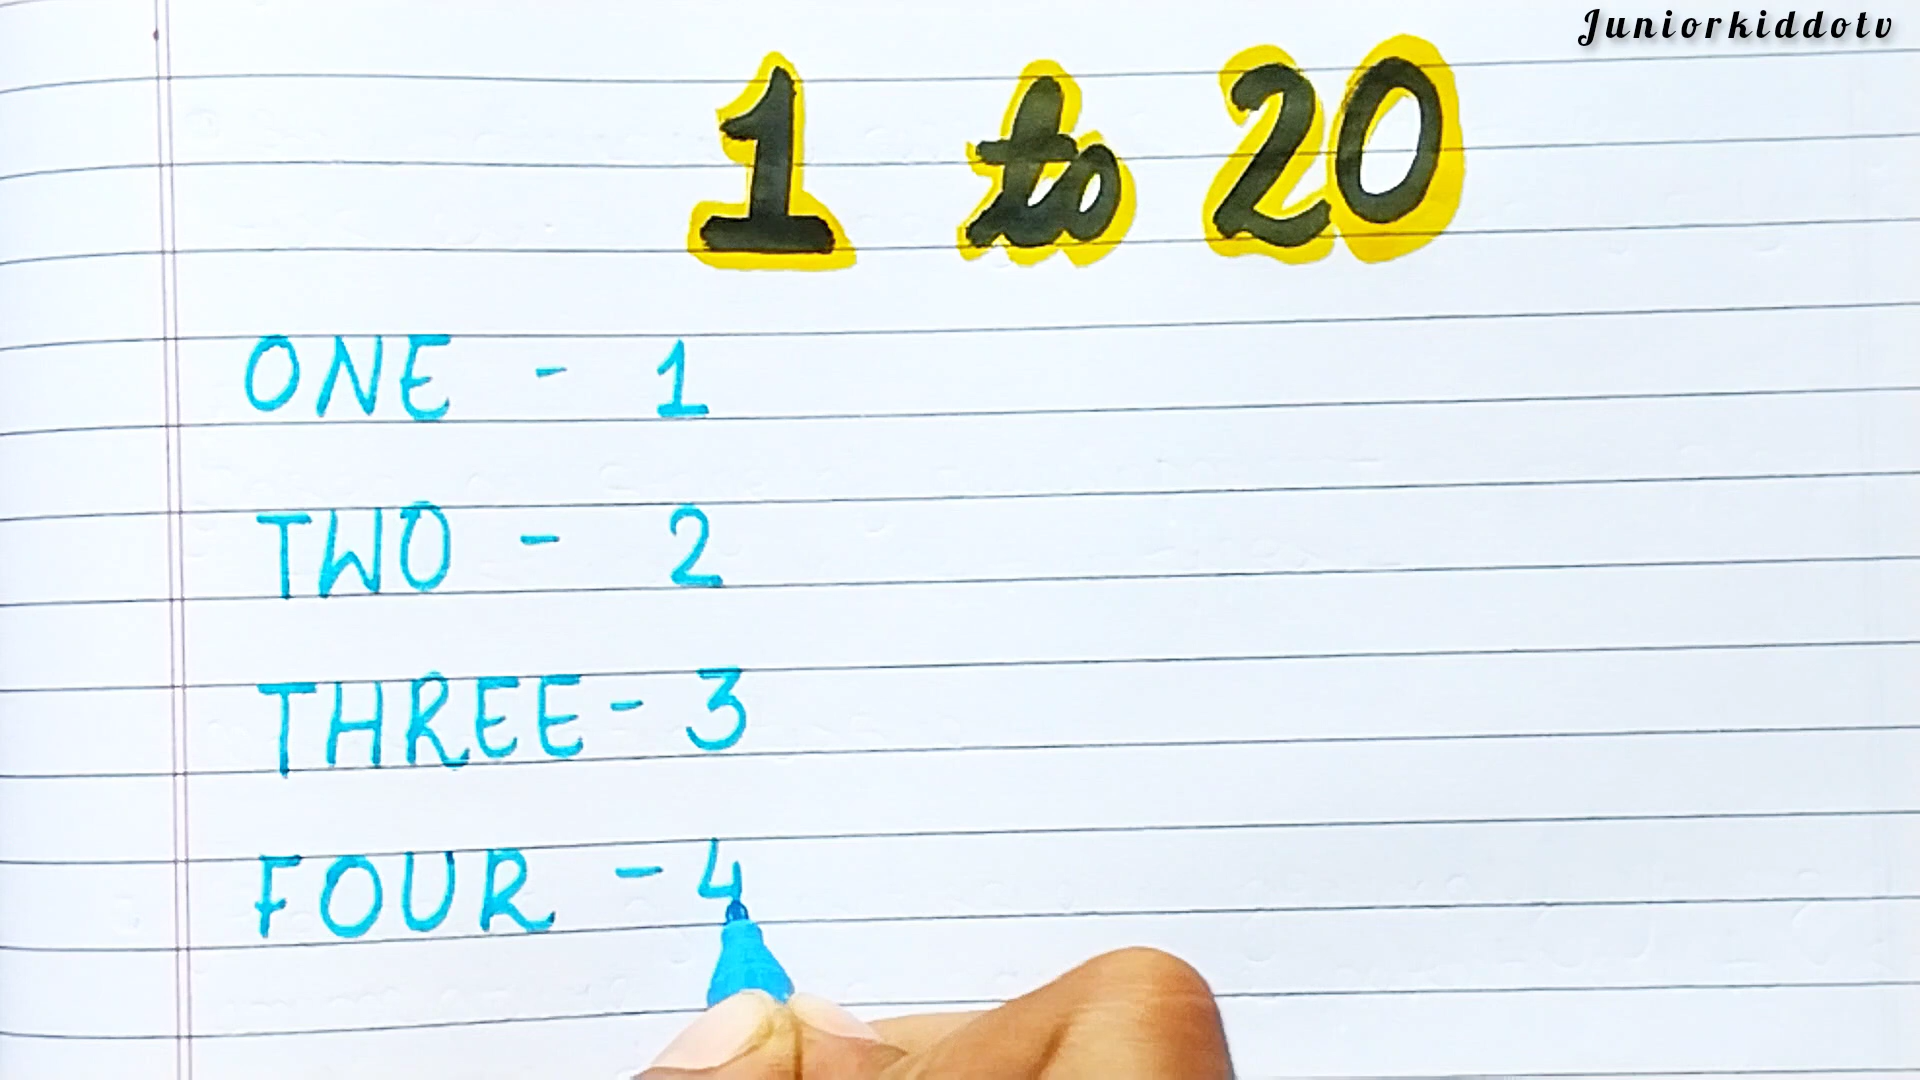 Juniorkiddotv
1 to 20
ONE - 1
TWO - 2
THREE - 3
FOUR - 4